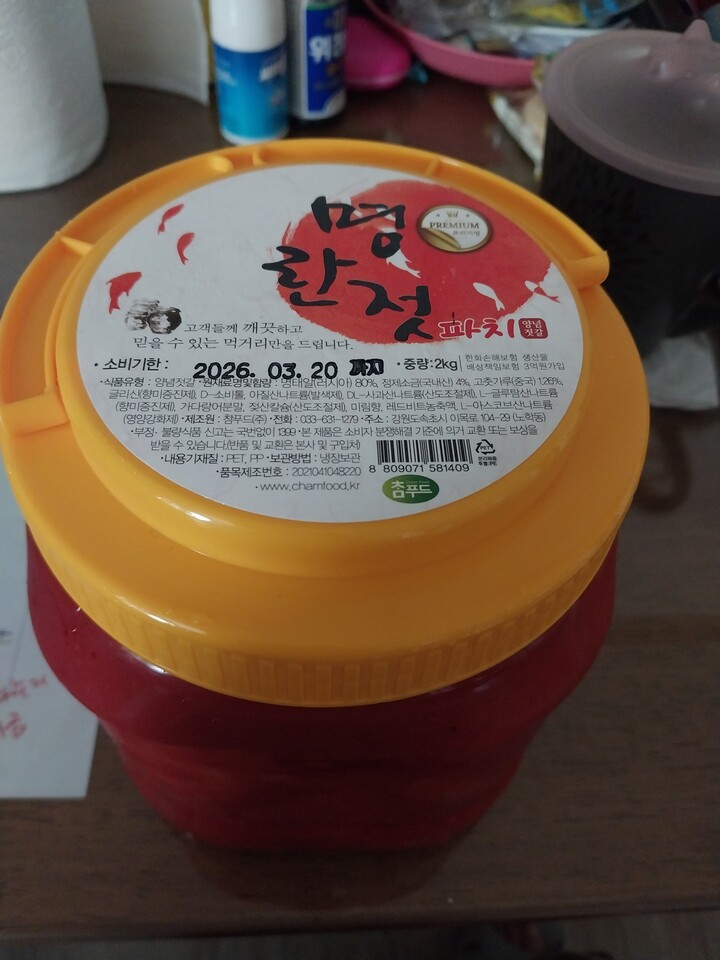 위
명란젓
PREMIUM
프리미엄
파치 양념젓갈
고객들께 깨끗하고
믿을 수 있는 먹거리만을 드립니다.
·소비기한 : 2026. 03. 20 까지 ·중량:2kg 한화손해보험 생산물 배상책임보험 3억원가입
·식품유형 : 양념젓갈 ·원재료명및함량 : 명태알(러시아) 80%, 정제소금(국내산) 4%, 고춧가루(중국) 1.26%,
글리신(향미증진제), D-소비톨, 아질산나트륨(발색제), DL-사과산나트륨(산도조절제), L-글루탐산나트륨
(향미증진제), 가다랑어분말, 젖산칼슘(산도조절제), 미림향, 레드비트농축액, L-아스코브산나트륨
(영양강화제) ·제조원 : 참푸드(주) ·전화 : 033-631-1279 ·주소 : 강원도속초시 이목로 104-29 (노학동)
·부정·불량식품 신고는 국번없이 1399 ·본 제품은 소비자 분쟁해결 기준에 의거 교환 또는 보상을
받을 수 있습니다(반품 및 교환은 본사 및 구입처)
·내용기재질 : PET, PP ·보관방법 : 냉장보관
·품목제조번호 : 2021041048220
·www.chamfood.kr
8 809071 581409
PET
참푸드